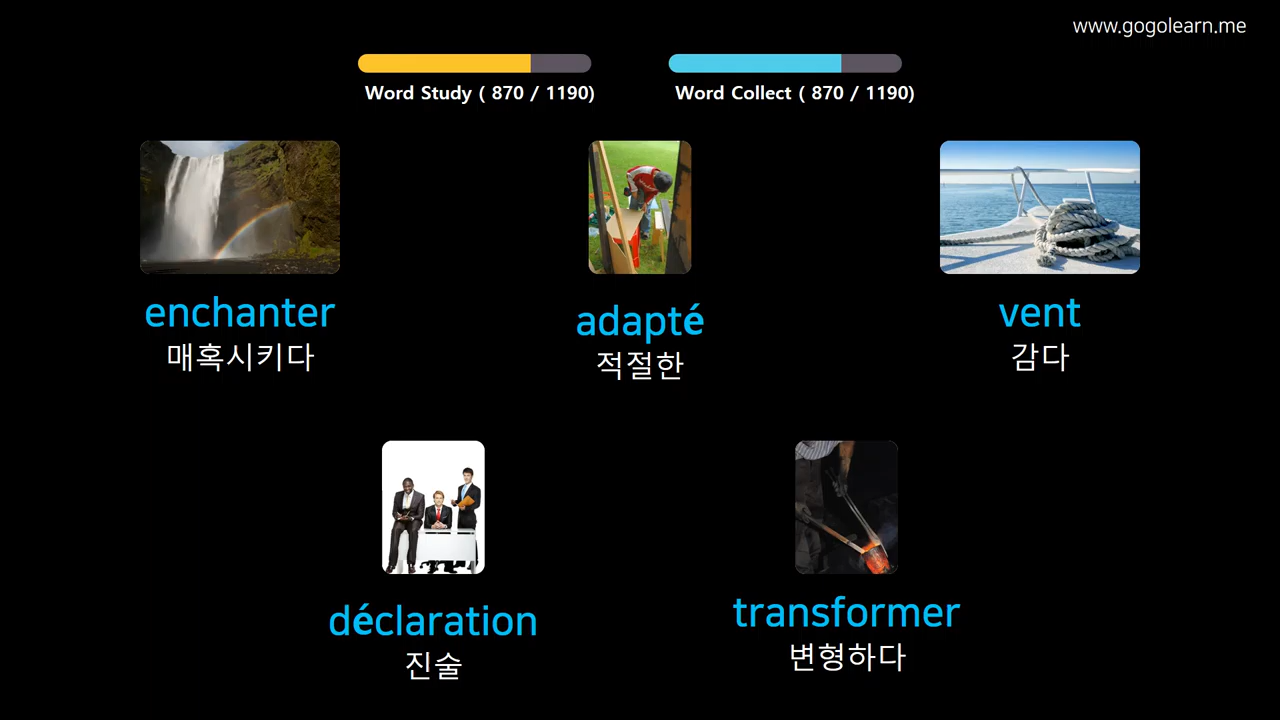 www.gogolearn.me
Word Study ( 870 / 1190)
Word Collect ( 870 / 1190)
enchanter
매혹시키다
adapté
적절한
vent
감다
déclaration
진술
transformer
변형하다